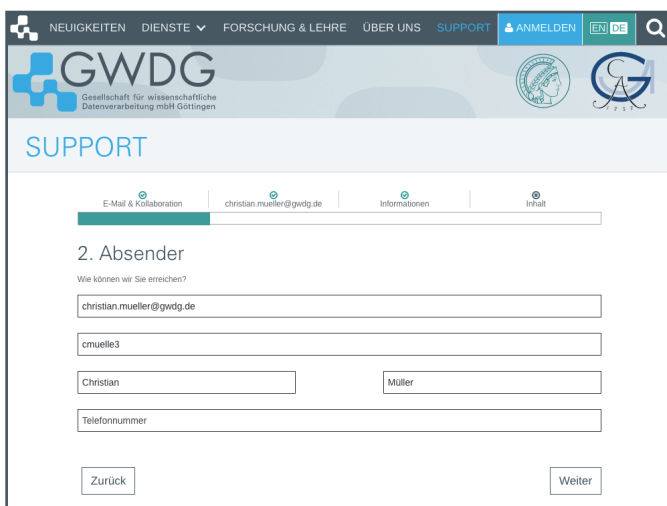 NEUIGKEITEN DIENSTE FORSCHUNG & LEHRE ÜBER UNS SUPPORT ANMELDEN EN DE
GWDG
Gesellschaft für wissenschaftliche
Datenverarbeitung mbH Göttingen
SUPPORT
E-Mail & Kollaboration christian.mueller@gwdg.de Informationen Inhalt
2. Absender
Wie können wir Sie erreichen?
christian.mueller@gwdg.de
cmuelle3
Christian Müller
Telefonnummer
Zurück Weiter